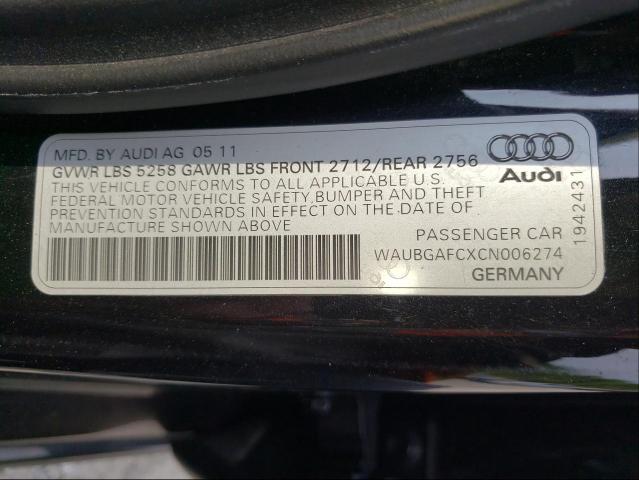 MFD. BY AUDI AG 05 11
GVWR LBS 5258 GAWR LBS FRONT 2712/REAR 2756
THIS VEHICLE CONFORMS TO ALL APPLICABLE U.S.
FEDERAL MOTOR VEHICLE SAFETY, BUMPER AND THEFT
PREVENTION STANDARDS IN EFFECT ON THE DATE OF
MANUFACTURE SHOWN ABOVE
Audi
1942431
PASSENGER CAR
WAUBGAFCXCN006274
GERMANY